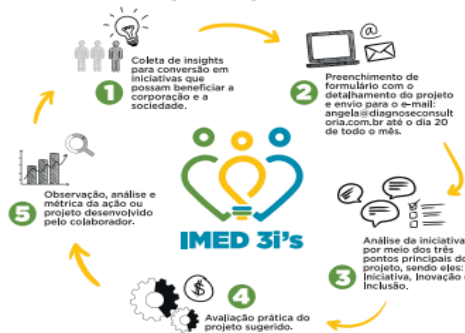 1
Coleta de insights
para conversão em
iniciativas que
possam beneficiar a
corporação e a
sociedade.
@
2
Preenchimento de
formulário com o
detalhamento do projeto
e envio para o e-mail:
angela@diagnoseconsult
oria.com.br até o dia 20
de todo o mês.
3
Análise da iniciativa
por meio dos três
pontos principais do
projeto, sendo eles:
Iniciativa, Inovação e
Inclusão.
$
4
Avaliação prática do
projeto sugerido.
5
Observação, análise e
métrica da ação ou
projeto desenvolvido
pelo colaborador.
IMED 3i's